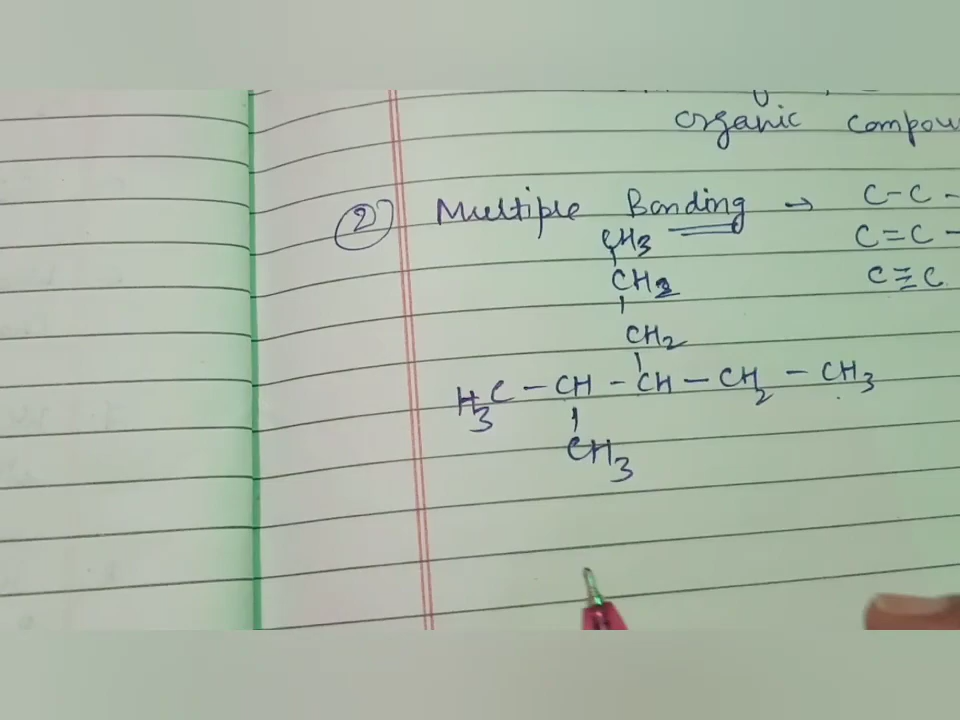 organic
② Multiple Bonding → C-C -
C=C -
C≡C
CH3
CH2
CH2
H3C - CH - CH - CH2 - CH3
CH3